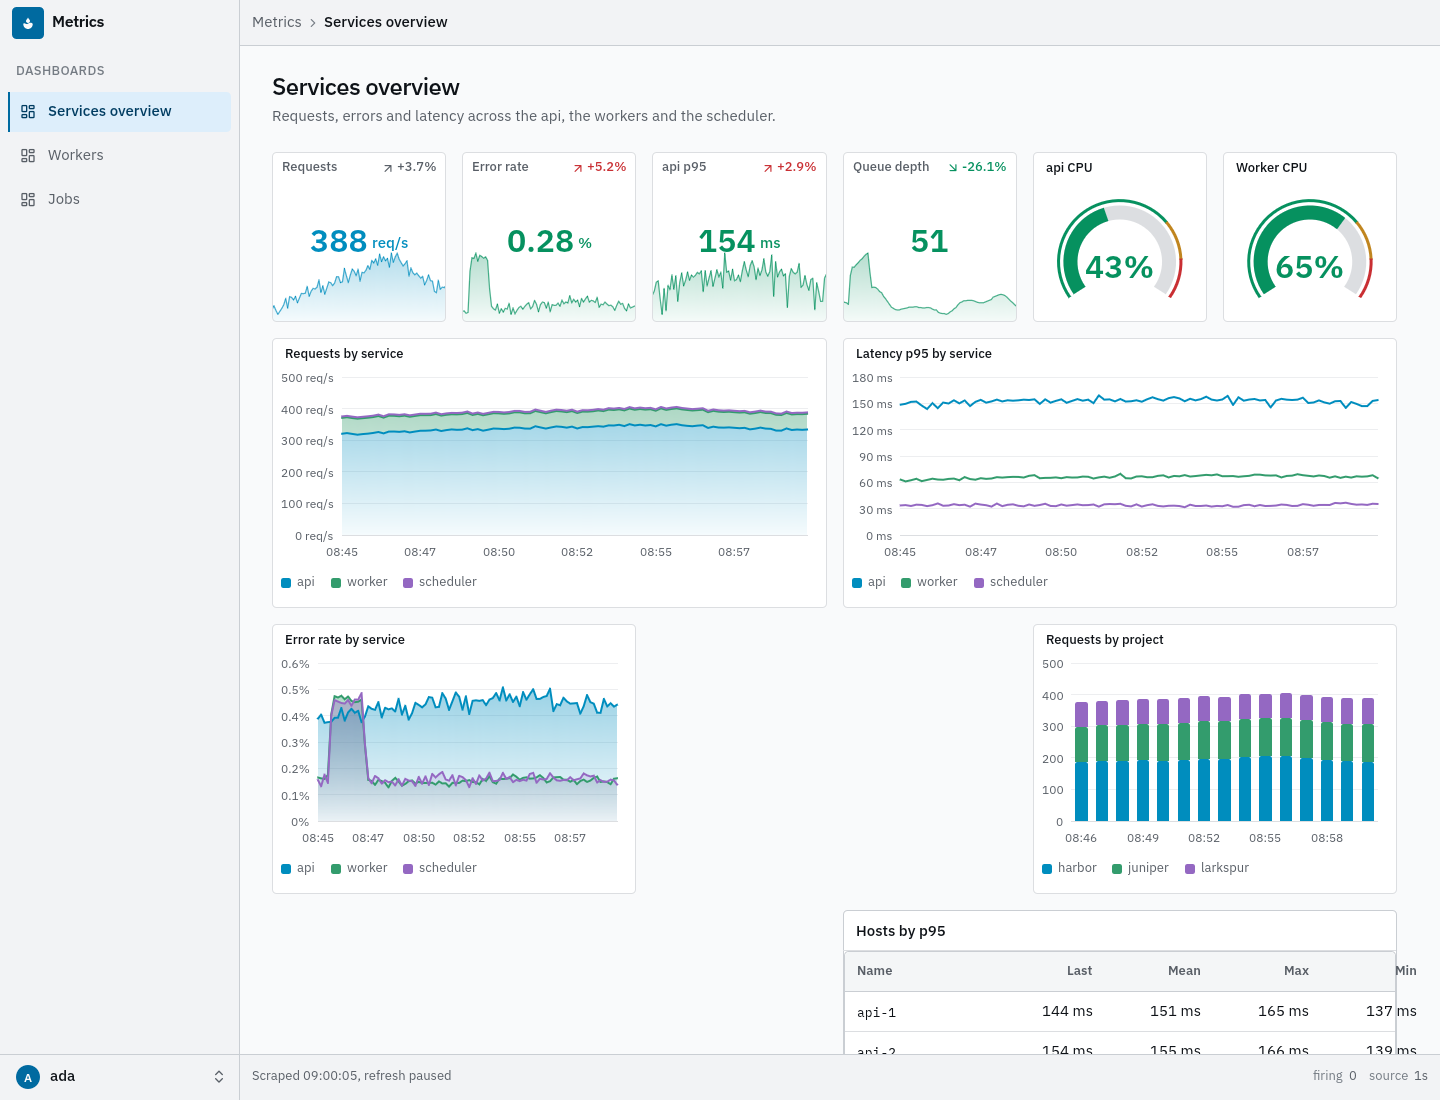 Metrics
Metrics > Services overview
DASHBOARDS
Services overview
Workers
Jobs
Services overview
Requests, errors and latency across the api, the workers and the scheduler.
Requests +3.7%
388 req/s
Error rate +5.2%
0.28 %
api p95 +2.9%
154 ms
Queue depth -26.1%
51
api CPU
43%
Worker CPU
65%
Requests by service
500 req/s
400 req/s
300 req/s
200 req/s
100 req/s
0 req/s
08:45 08:47 08:50 08:52 08:55 08:57
api worker scheduler
Latency p95 by service
180 ms
150 ms
120 ms
90 ms
60 ms
30 ms
0 ms
08:45 08:47 08:50 08:52 08:55 08:57
api worker scheduler
Error rate by service
0.6%
0.5%
0.4%
0.3%
0.2%
0.1%
0%
08:45 08:47 08:50 08:52 08:55 08:57
api worker scheduler
Requests by project
500
400
300
200
100
0
08:46 08:49 08:52 08:55 08:58
harbor juniper larkspur
Hosts by p95
Name Last Mean Max Min
api-1 144 ms 151 ms 165 ms 137 ms
api-2 154 ms 155 ms 166 ms 139 ms
A ada
Scraped 09:00:05, refresh paused
firing 0 source 1s